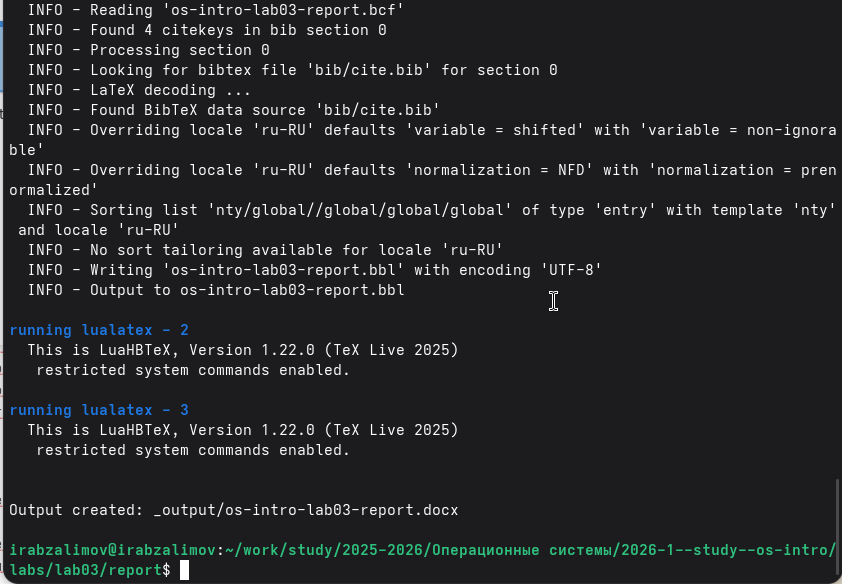 INFO - Reading 'os-intro-lab03-report.bcf'
INFO - Found 4 citekeys in bib section 0
INFO - Processing section 0
INFO - Looking for bibtex file 'bib/cite.bib' for section 0
INFO - LaTeX decoding ...
INFO - Found BibTeX data source 'bib/cite.bib'
INFO - Overriding locale 'ru-RU' defaults 'variable = shifted' with 'variable = non-ignora
ble'
INFO - Overriding locale 'ru-RU' defaults 'normalization = NFD' with 'normalization = pren
ormalized'
INFO - Sorting list 'nty/global//global/global/global' of type 'entry' with template 'nty'
and locale 'ru-RU'
INFO - No sort tailoring available for locale 'ru-RU'
INFO - Writing 'os-intro-lab03-report.bbl' with encoding 'UTF-8'
INFO - Output to os-intro-lab03-report.bbl
running lualatex - 2
This is LuaHBTeX, Version 1.22.0 (TeX Live 2025)
restricted system commands enabled.
running lualatex - 3
This is LuaHBTeX, Version 1.22.0 (TeX Live 2025)
restricted system commands enabled.
Output created: _output/os-intro-lab03-report.docx
irabzalimov@irabzalimov:~/work/study/2025-2026/Операционные системы/2026-1--study--os-intro/
labs/lab03/report$